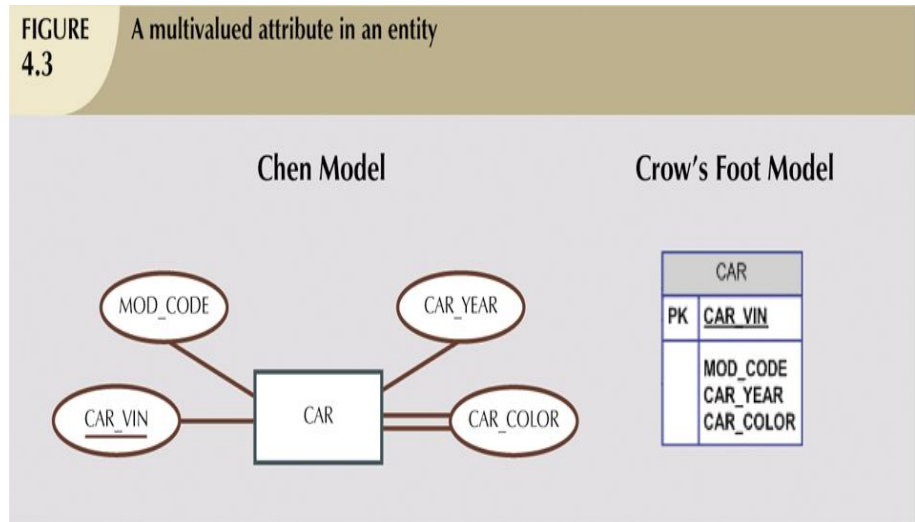 FIGURE 4.3
A multivalued attribute in an entity
Chen Model
Crow's Foot Model
MOD_CODE
CAR_YEAR
CAR_VIN
CAR
CAR_COLOR
CAR
PK CAR_VIN
MOD_CODE
CAR_YEAR
CAR_COLOR